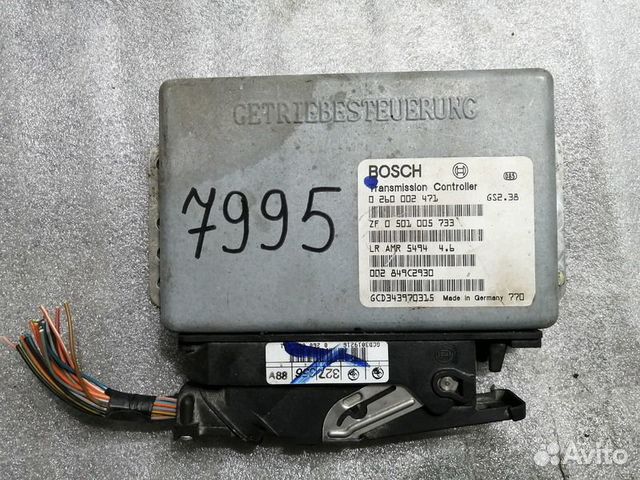 GETRIEBESTEUERUNG
7995
BOSCH
Transmission Controller
0 260 002 471 GS2.38
ZF 0 501 005 733
LR AMR 5494 4.6
002 849C2930
GCD343970315 Made in Germany 770
88A
Avito